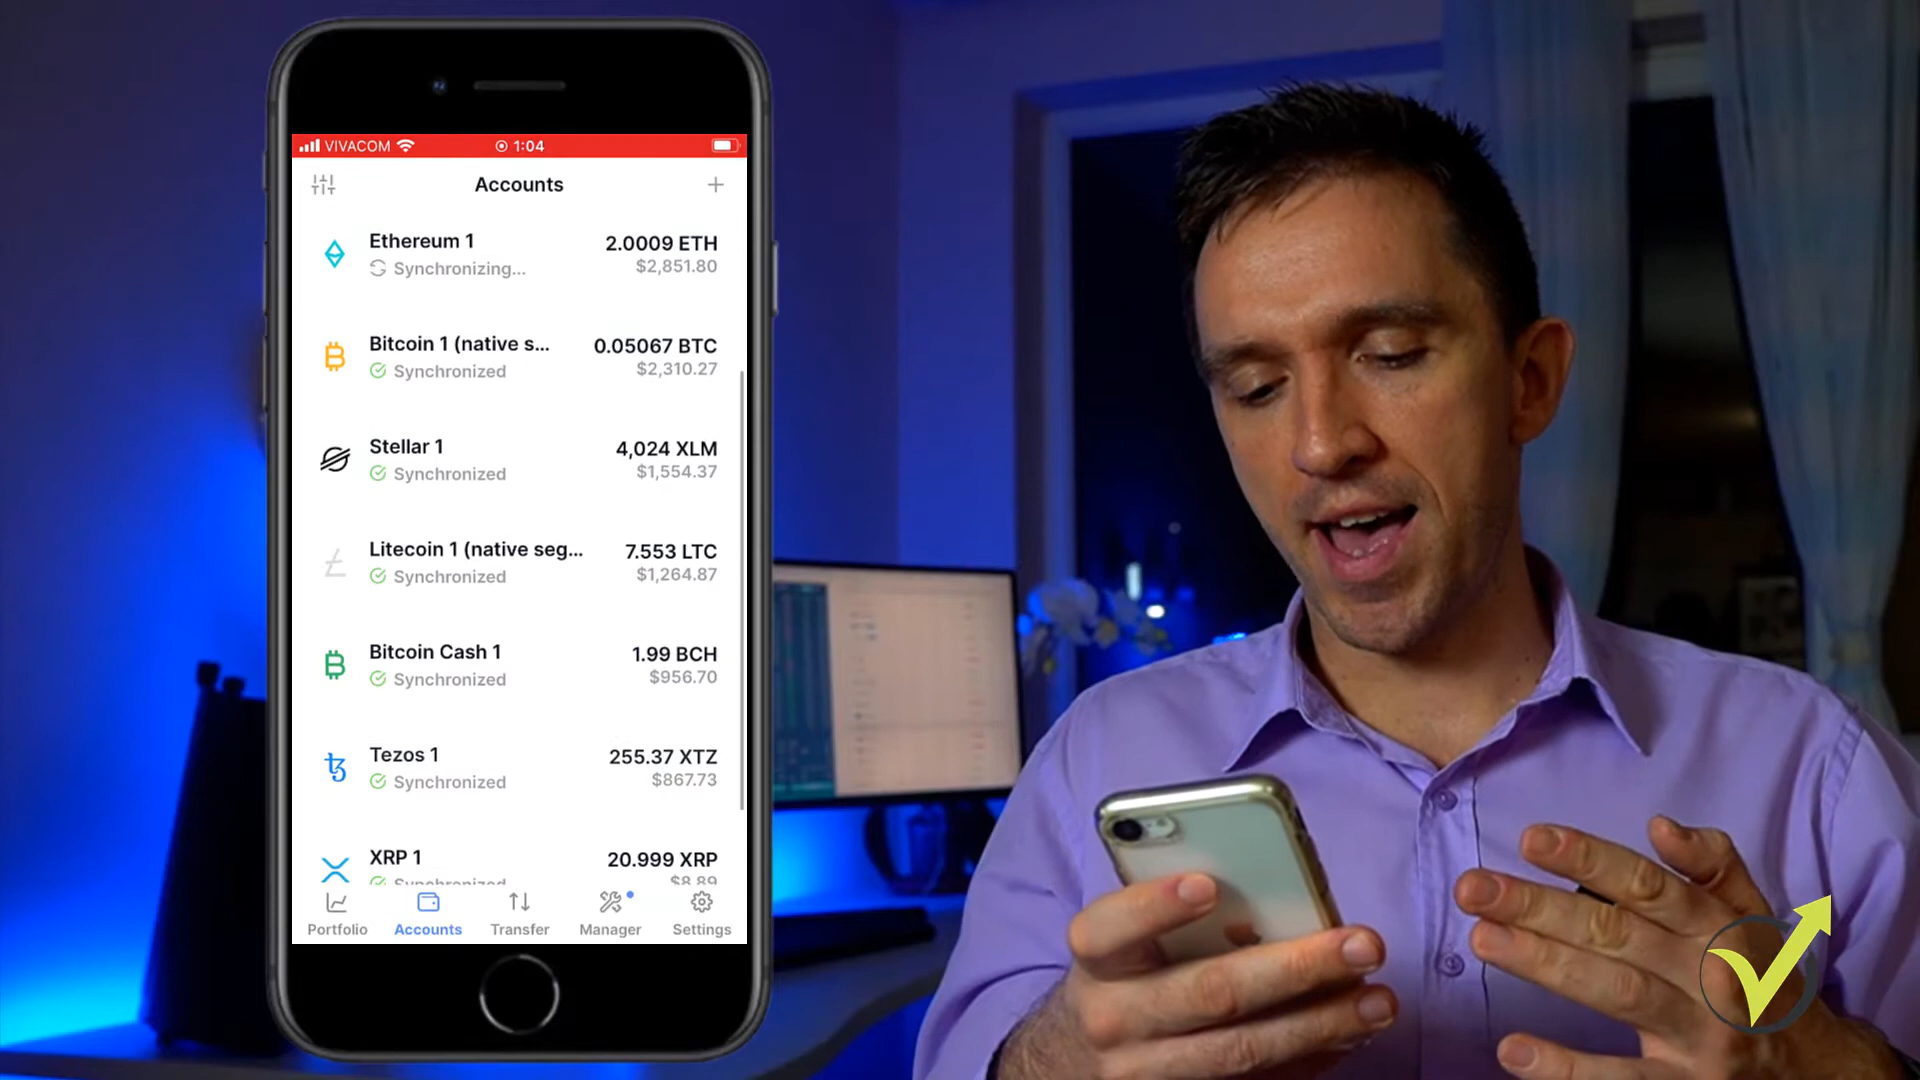 VIVACOM 1:04
Accounts
Ethereum 1 2.0009 ETH
Synchronizing... $2,851.80
Bitcoin 1 (native s... 0.05067 BTC
Synchronized $2,310.27
Stellar 1 4,024 XLM
Synchronized $1,554.37
Litecoin 1 (native seg... 7.553 LTC
Synchronized $1,264.87
Bitcoin Cash 1 1.99 BCH
Synchronized $956.70
Tezos 1 255.37 XTZ
Synchronized $867.73
XRP 1 20.999 XRP
Synchronized $8.89
Portfolio Accounts Transfer Manager Settings